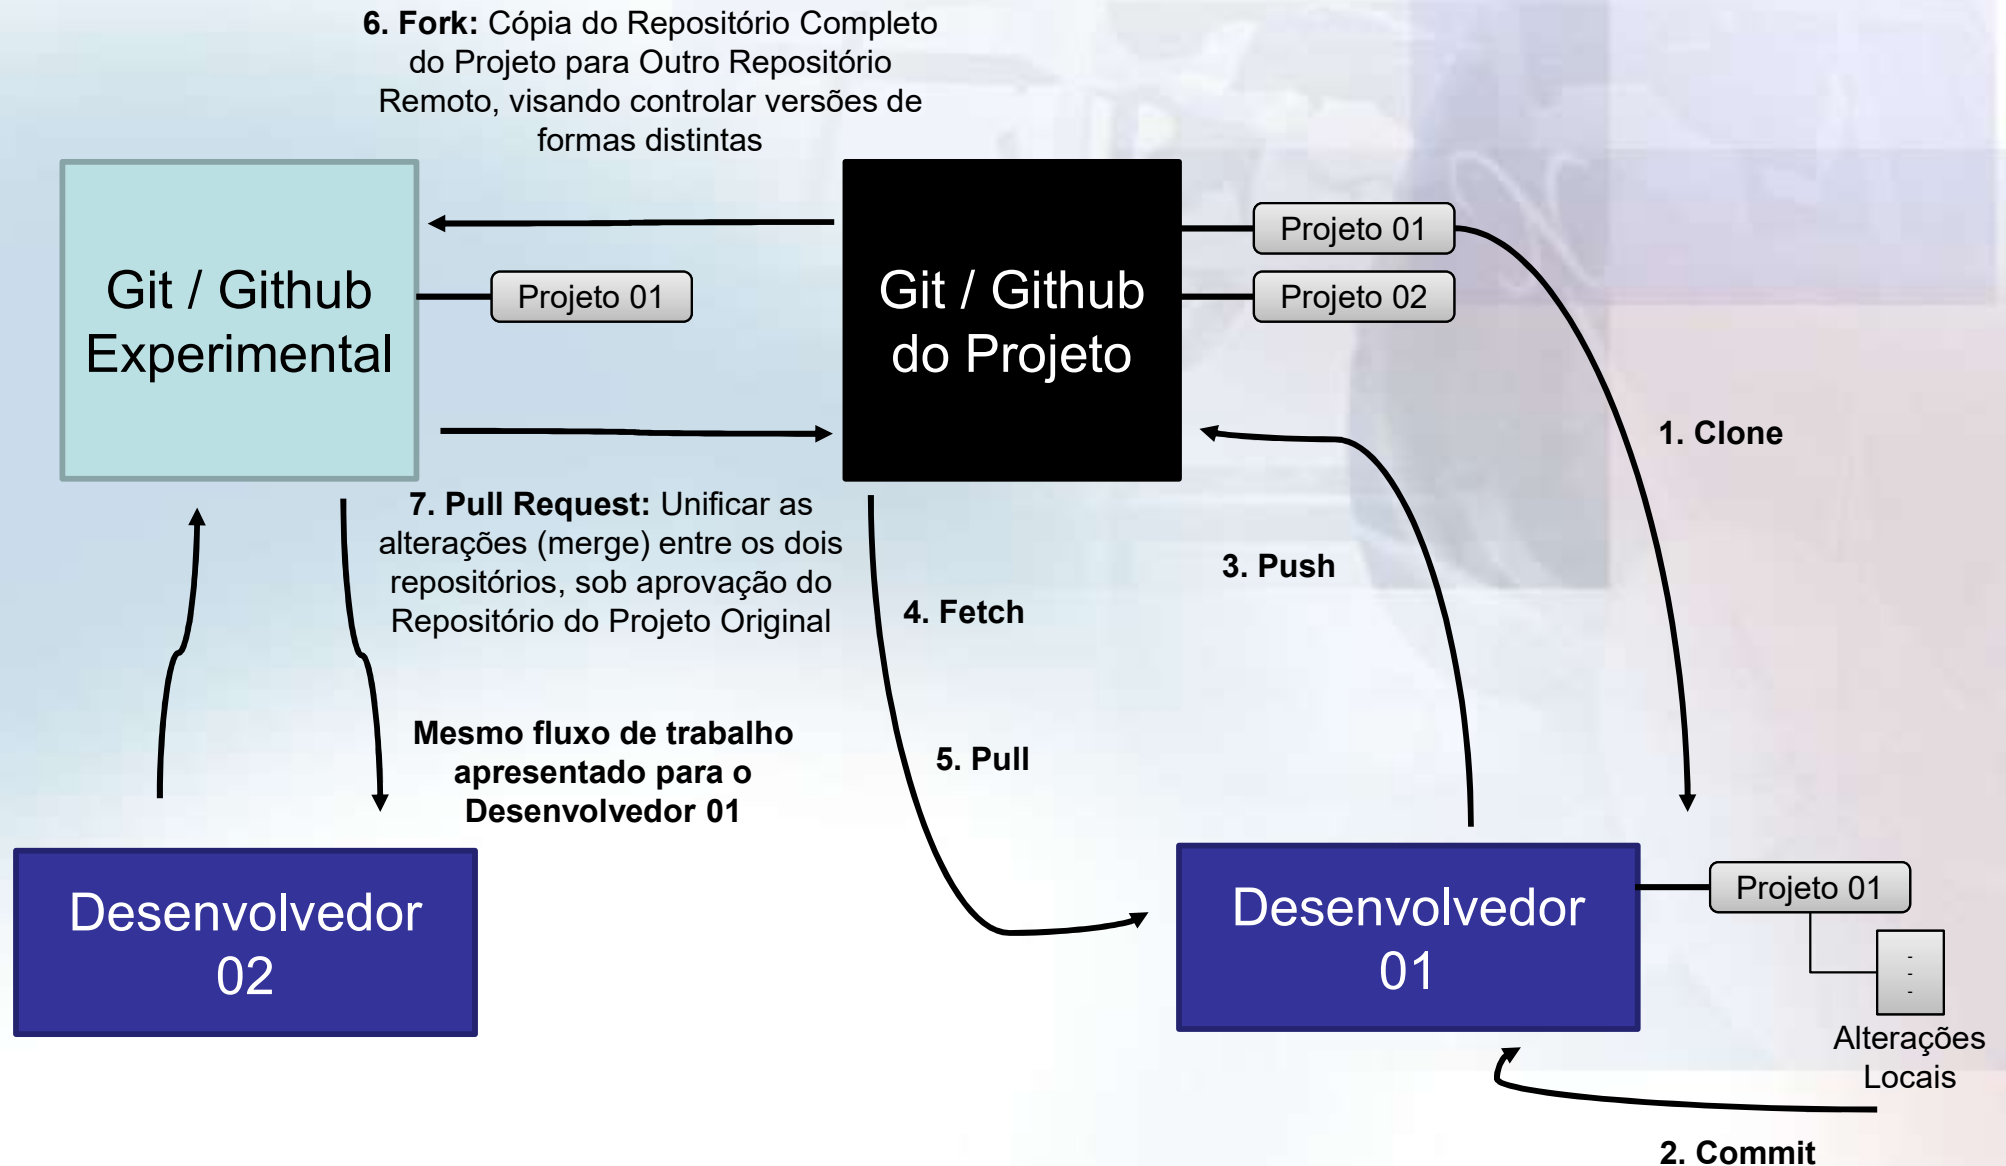 6. Fork: Cópia do Repositório Completo
do Projeto para Outro Repositório
Remoto, visando controlar versões de
formas distintas
Git / Github
Experimental
Projeto 01
Git / Github
do Projeto
Projeto 01
Projeto 02
1. Clone
7. Pull Request: Unificar as
alterações (merge) entre os dois
repositórios, sob aprovação do
Repositório do Projeto Original
3. Push
4. Fetch
5. Pull
Mesmo fluxo de trabalho
apresentado para o
Desenvolvedor 01
Desenvolvedor
02
Desenvolvedor
01
Projeto 01
-
-
-
Alterações
Locais
2. Commit